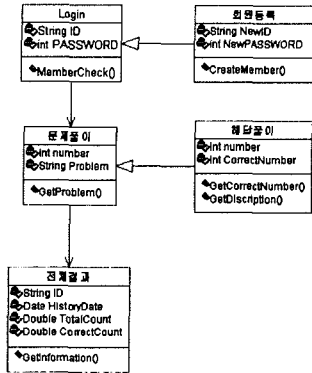 Login
String ID
int PASSWORD
MamberCheck()
회원등록
String NewID
int NewPASSWORD
CreateMember()
문제풀이
int number
String Problem
GetProblem()
해답풀이
int number
int CorrectNumber
GetCorrectNumber()
GetDiscription()
전체결과
String ID
Date HistoryDate
Double TotalCount
Double CorrectCount
GetInformation()